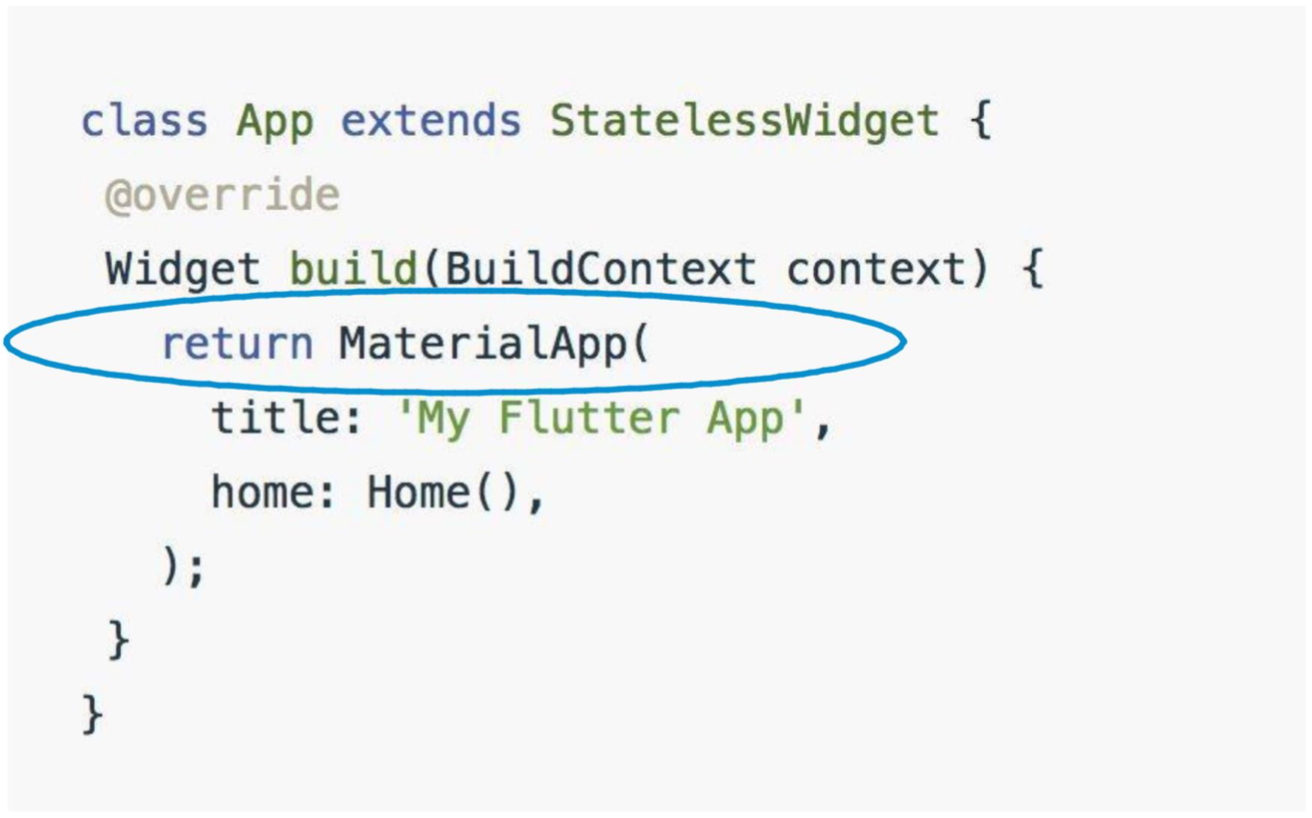 class App extends StatelessWidget {
@override
Widget build(BuildContext context) {
return MaterialApp(
title: 'My Flutter App',
home: Home(),
);
}
}